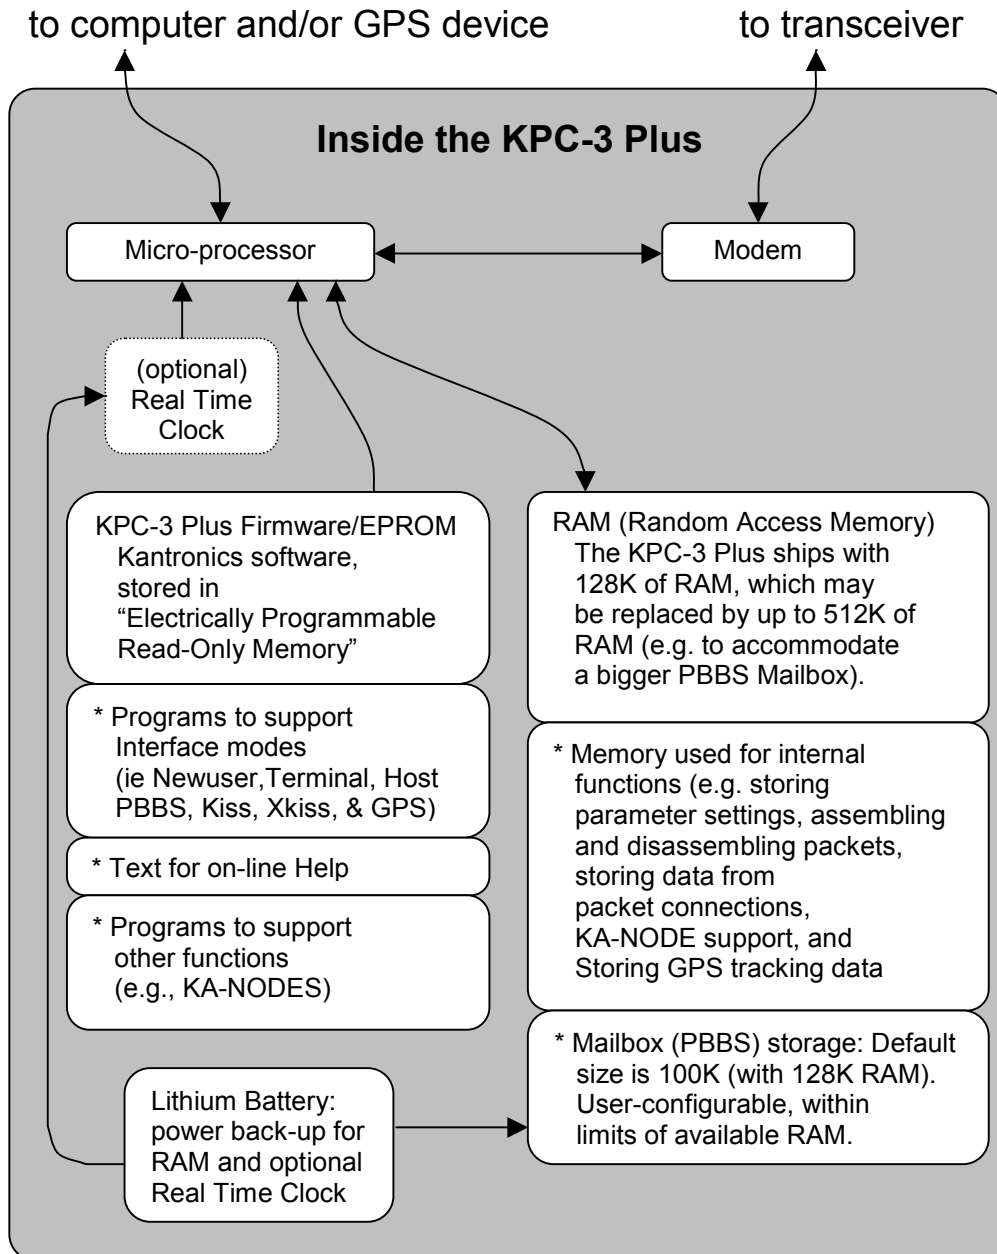 to computer and/or GPS device
to transceiver
Inside the KPC-3 Plus
Micro-processor
Modem
(optional)
Real Time
Clock
KPC-3 Plus Firmware/EPROM
Kantronics software,
stored in
“Electrically Programmable
Read-Only Memory”
* Programs to support
Interface modes
(ie Newuser,Terminal, Host
PBBS, Kiss, Xkiss, & GPS)
* Text for on-line Help
* Programs to support
other functions
(e.g., KA-NODES)
RAM (Random Access Memory)
The KPC-3 Plus ships with
128K of RAM, which may
be replaced by up to 512K of
RAM (e.g. to accommodate
a bigger PBBS Mailbox).
* Memory used for internal
functions (e.g. storing
parameter settings, assembling
and disassembling packets,
storing data from
packet connections,
KA-NODE support, and
Storing GPS tracking data
* Mailbox (PBBS) storage: Default
size is 100K (with 128K RAM).
User-configurable, within
limits of available RAM.
Lithium Battery:
power back-up for
RAM and optional
Real Time Clock